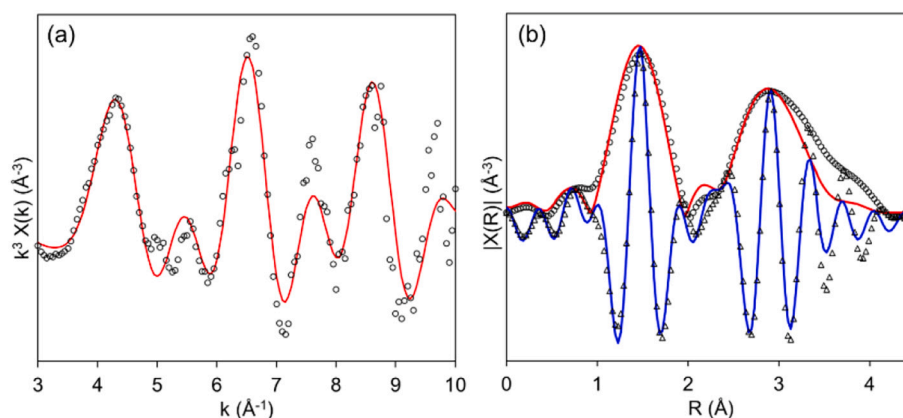 (a)
k³ X(k) (Å⁻³)
3 4 5 6 7 8 9 10
k (Å⁻¹)
(b)
|X(R)| (Å⁻³)
0 1 2 3 4
R (Å)